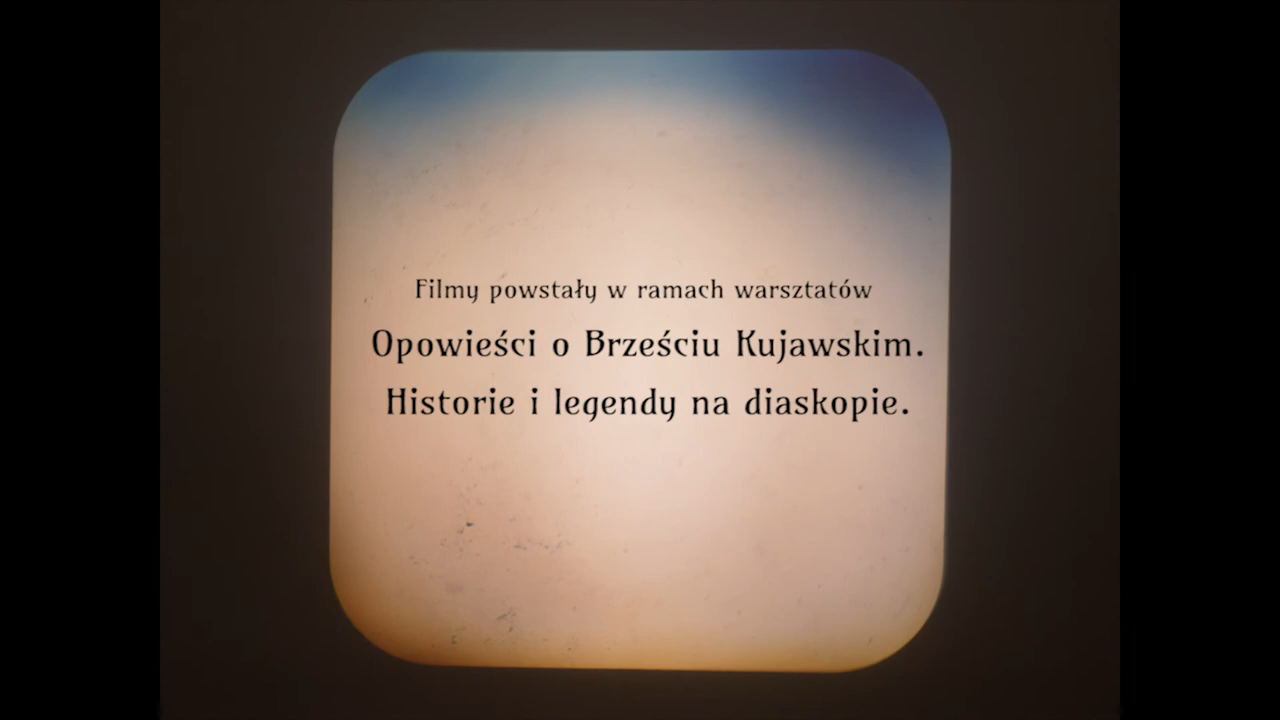 Filmy powstały w ramach warsztatów
Opowieści o Brześciu Kujawskim.
Historie i legendy na diaskopie.